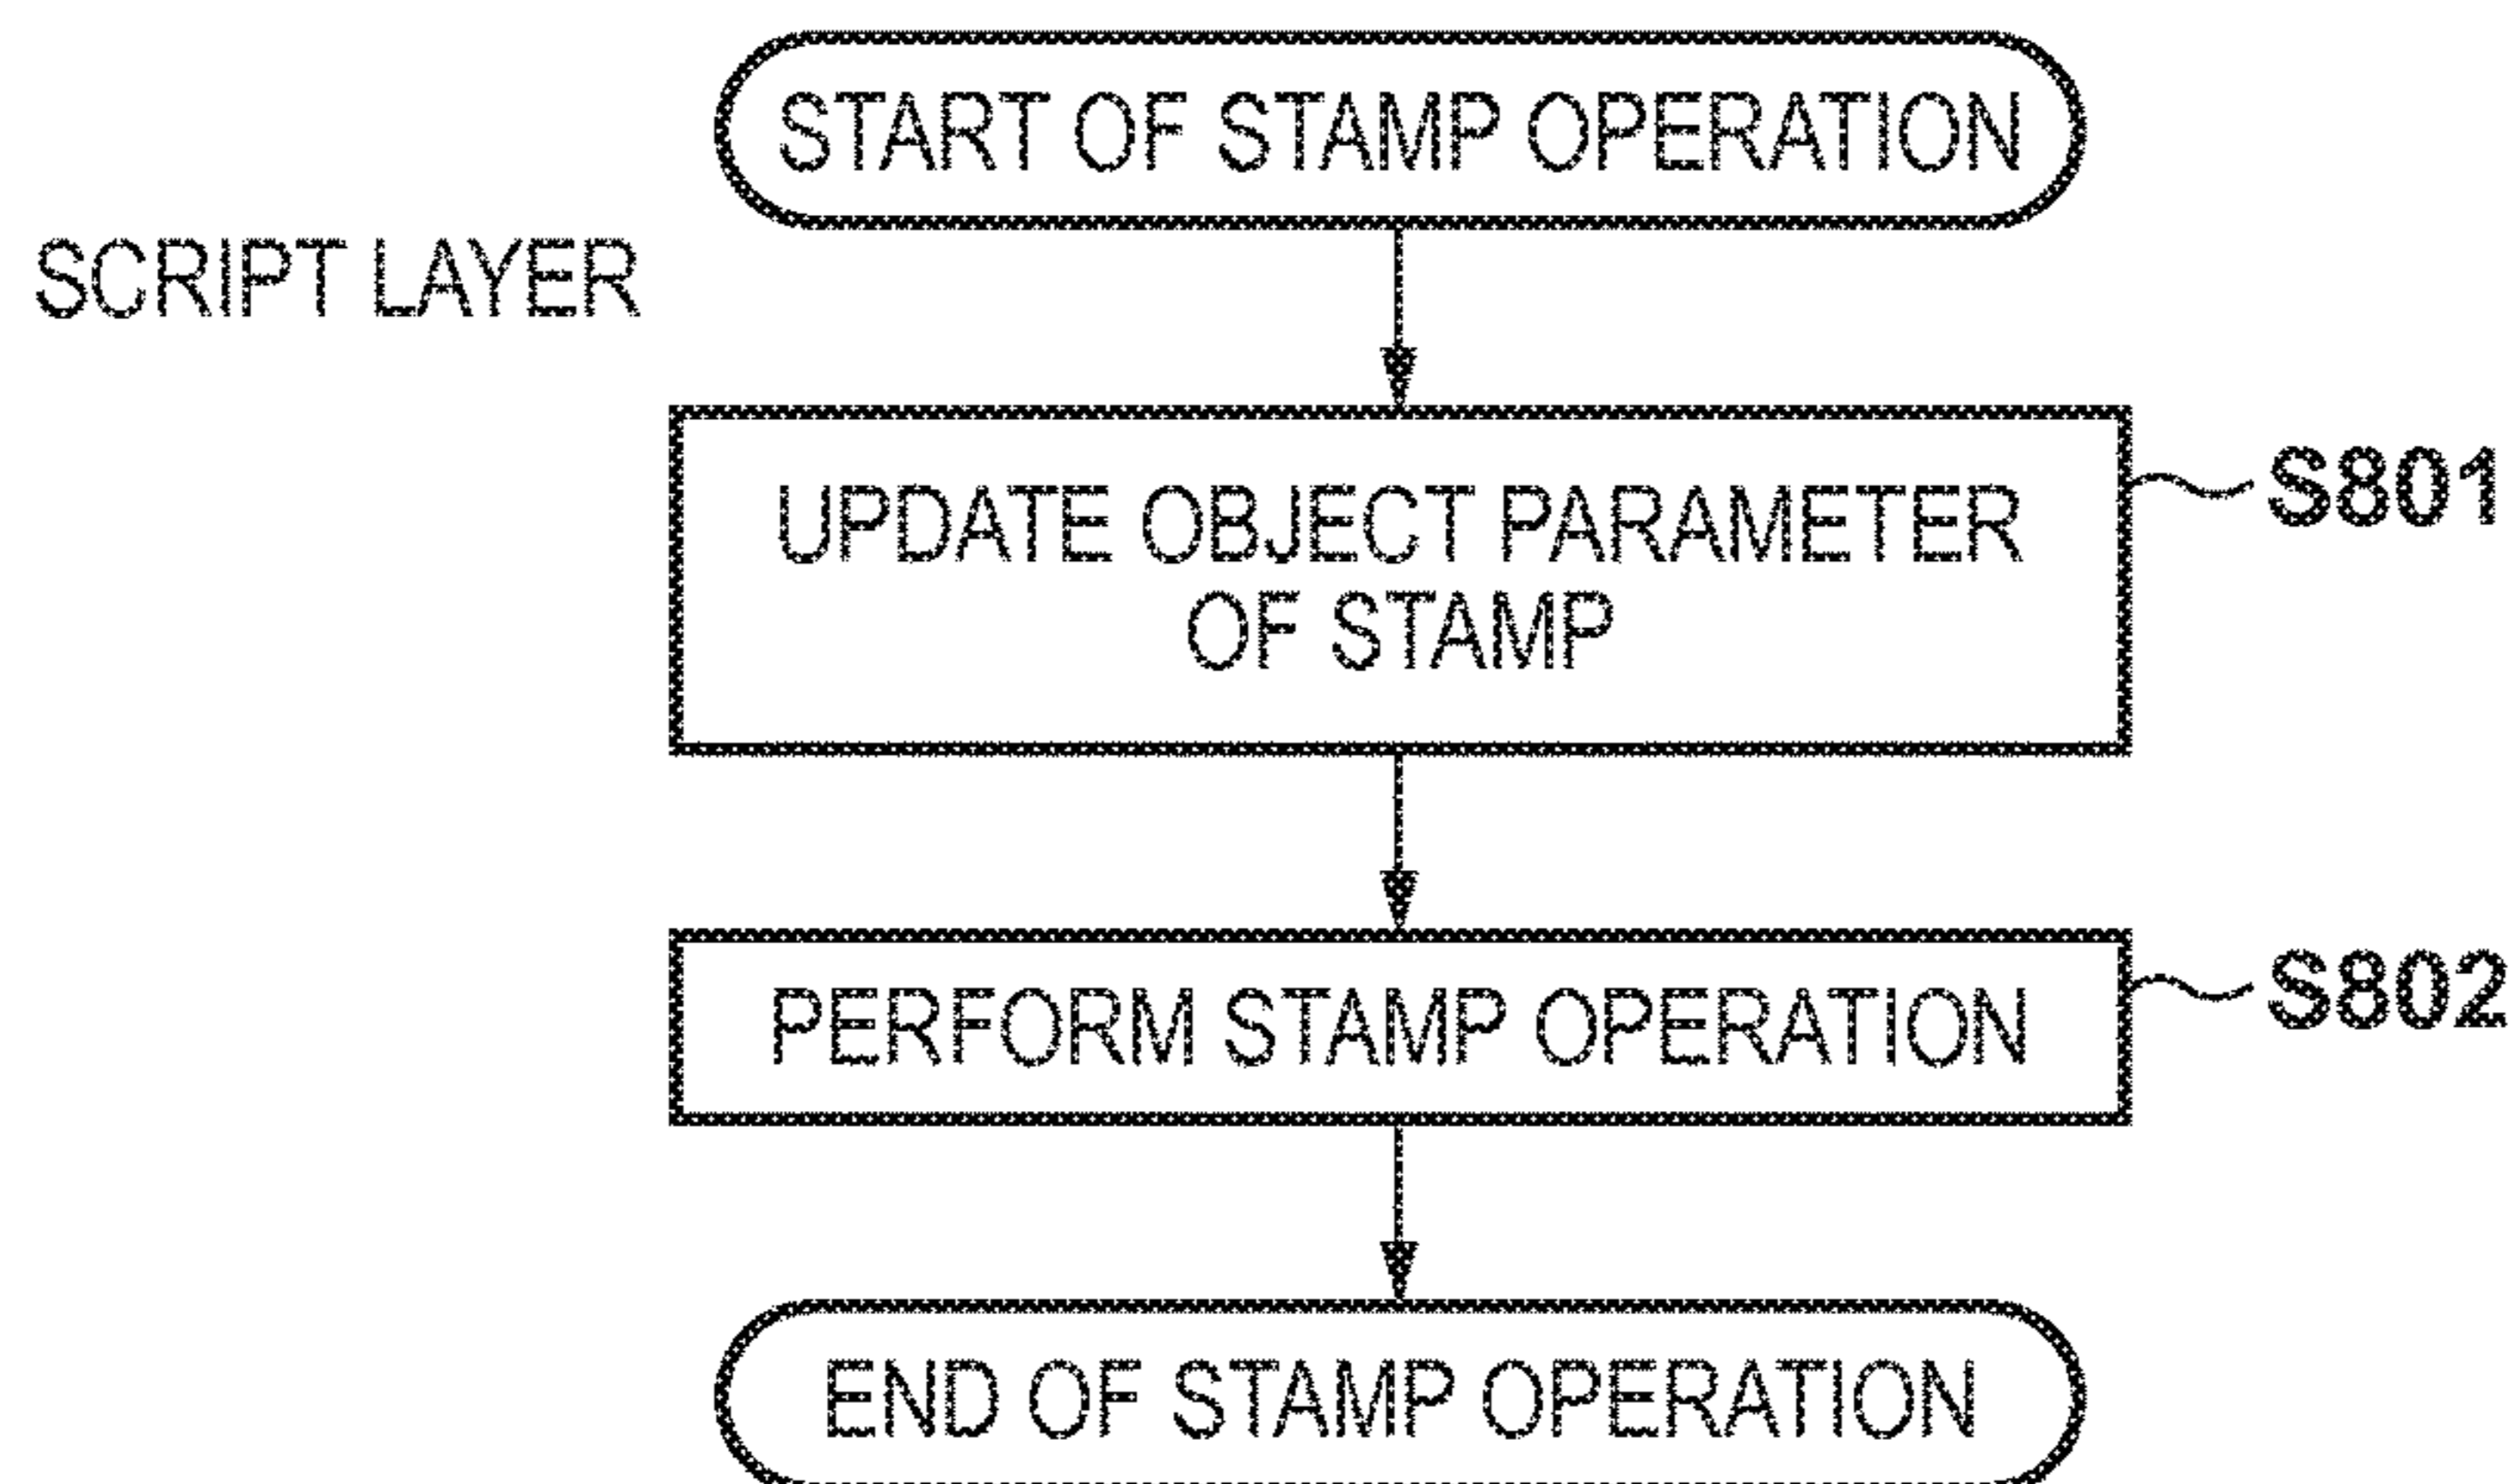 START OF STAMP OPERATION
SCRIPT LAYER
UPDATE OBJECT PARAMETER
OF STAMP
S801
PERFORM STAMP OPERATION
S802
END OF STAMP OPERATION